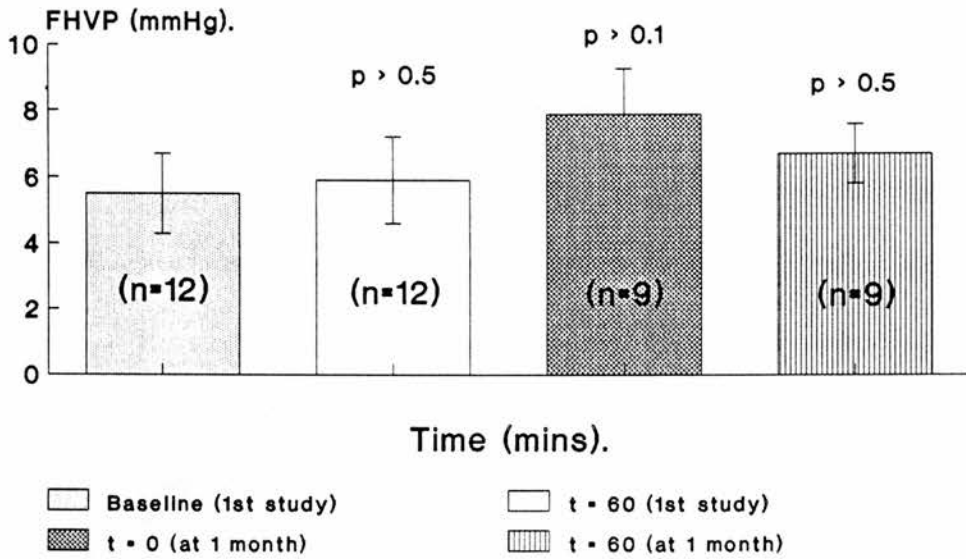 FHVP (mmHg).
10
8
6
4
2
0
p > 0.5
p > 0.1
p > 0.5
(n=12)
(n=12)
(n=9)
(n=9)
Time (mins).
Baseline (1st study)
t = 60 (1st study)
t = 0 (at 1 month)
t = 60 (at 1 month)